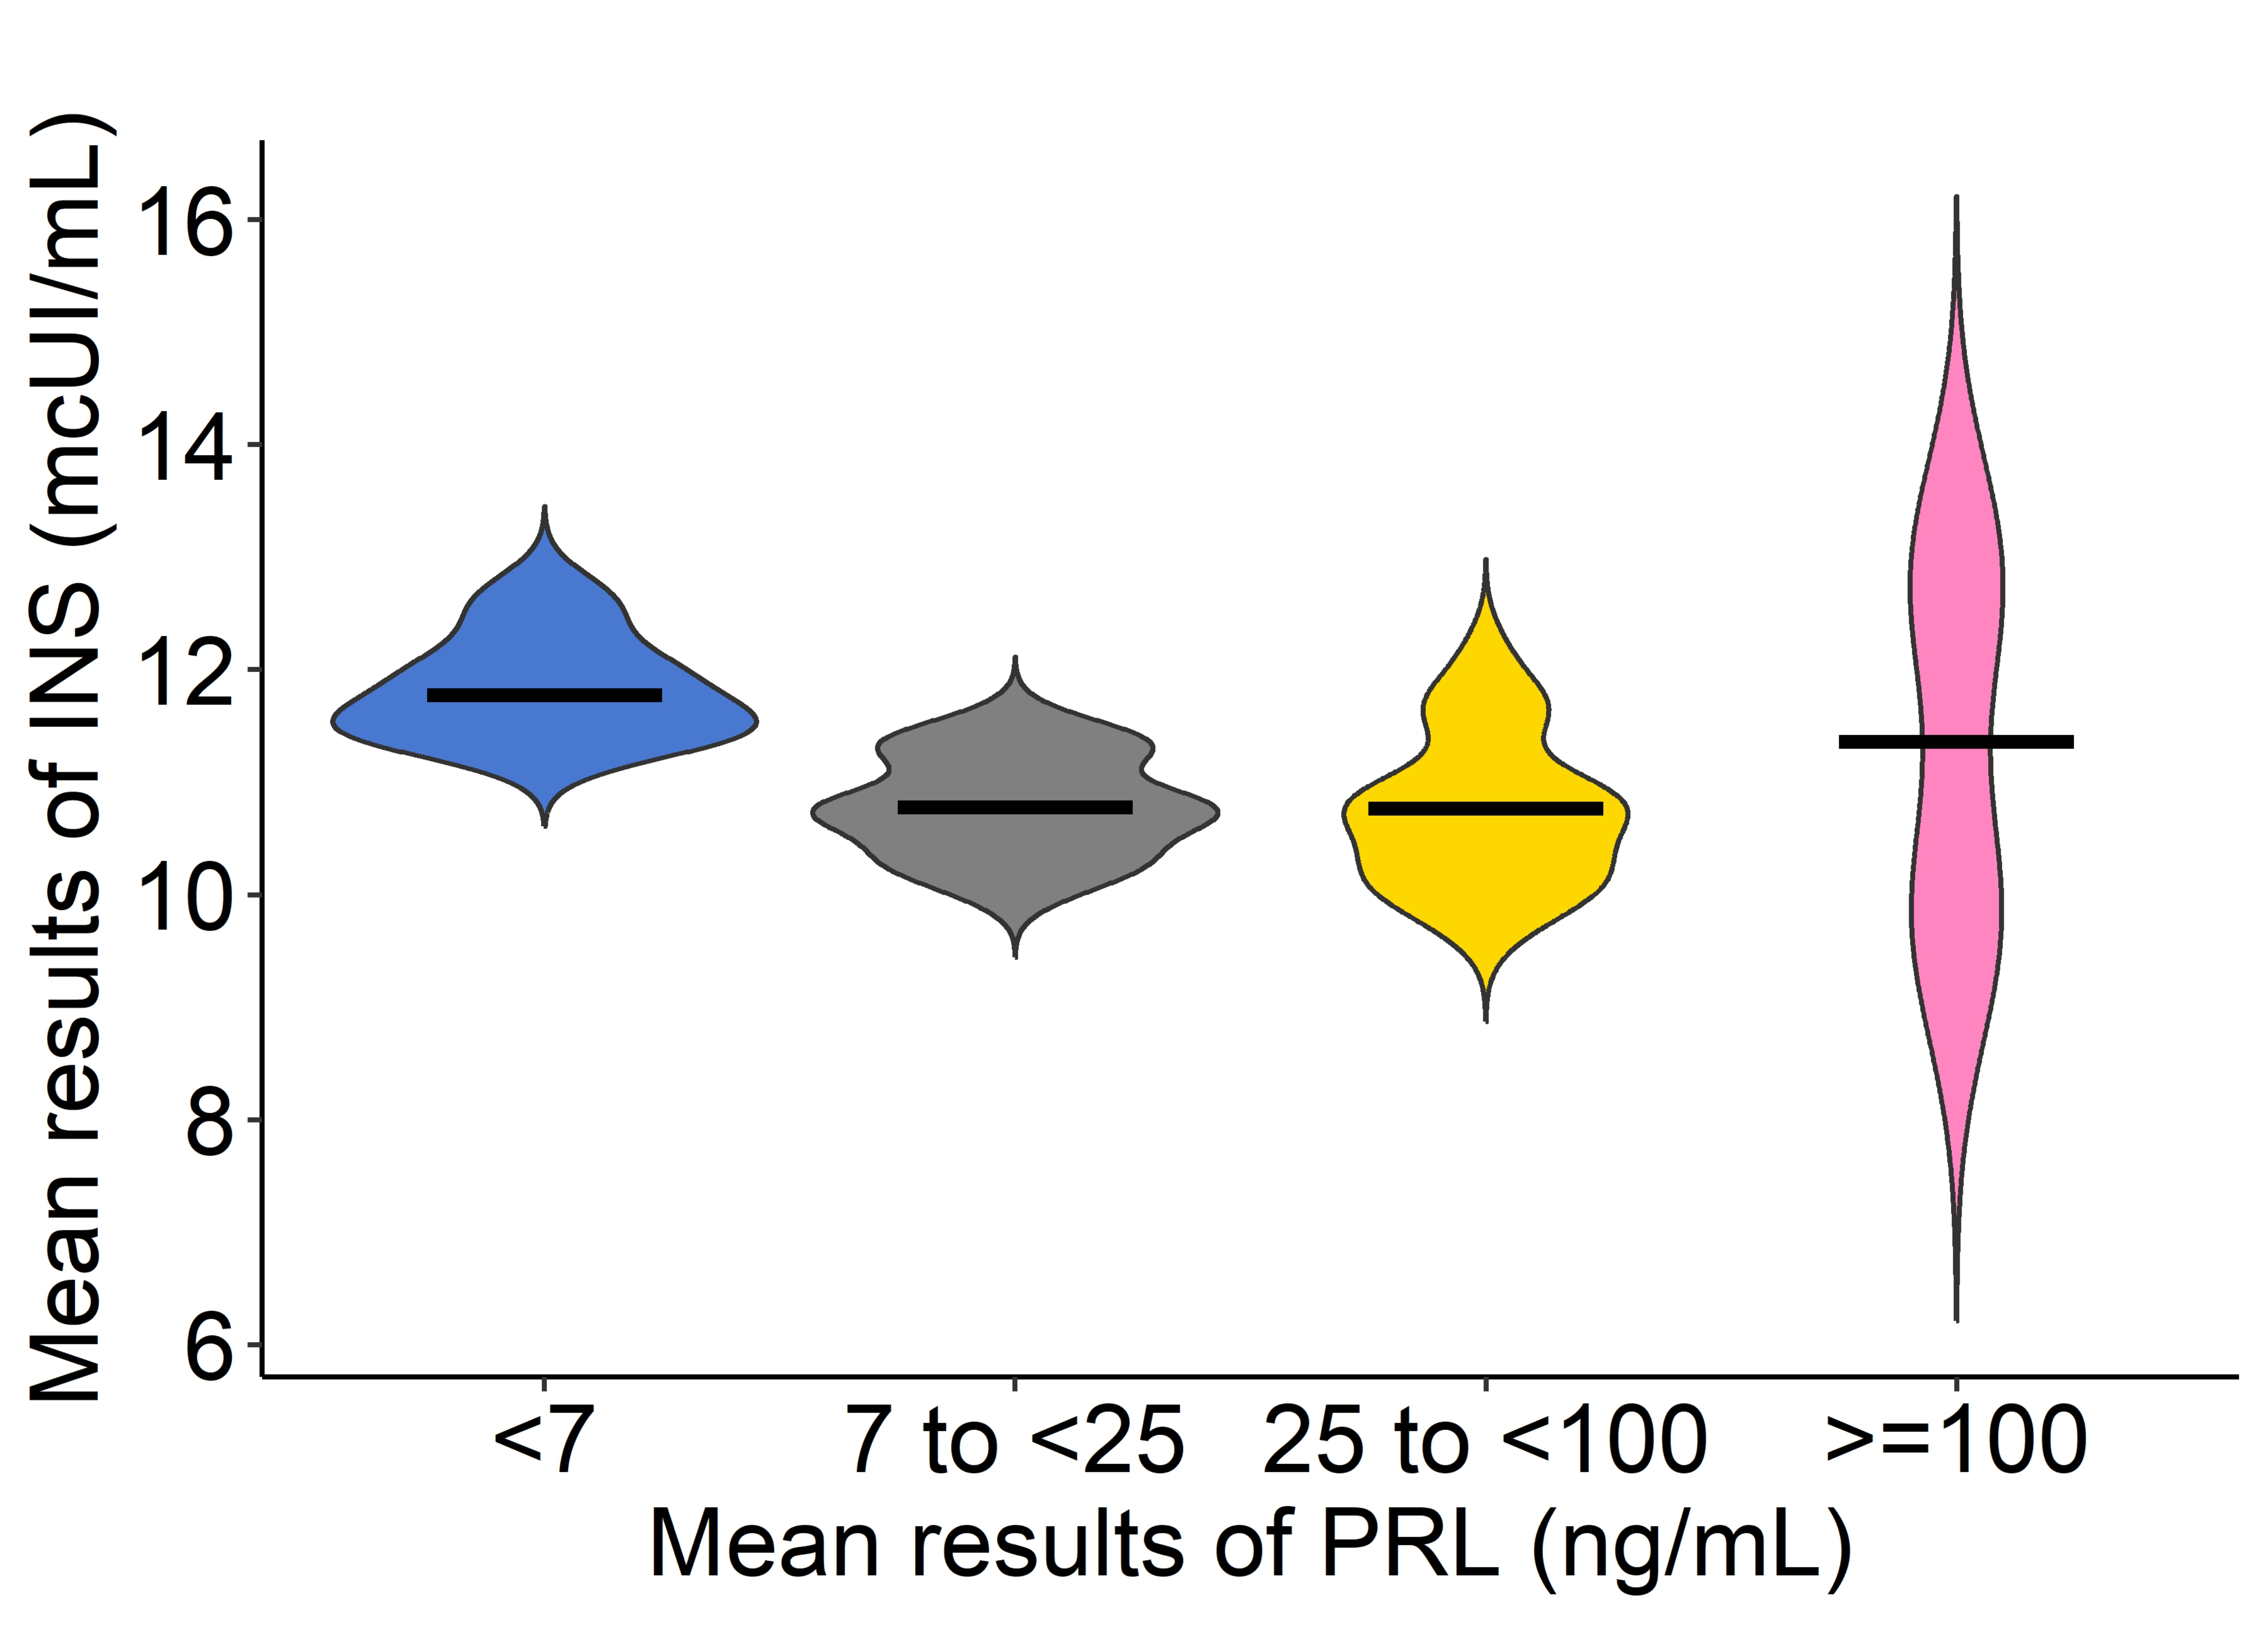 Mean results of INS (mcUI/mL)
16
14
12
10
8
6
<7
7 to <25
25 to <100
>=100
Mean results of PRL (ng/mL)